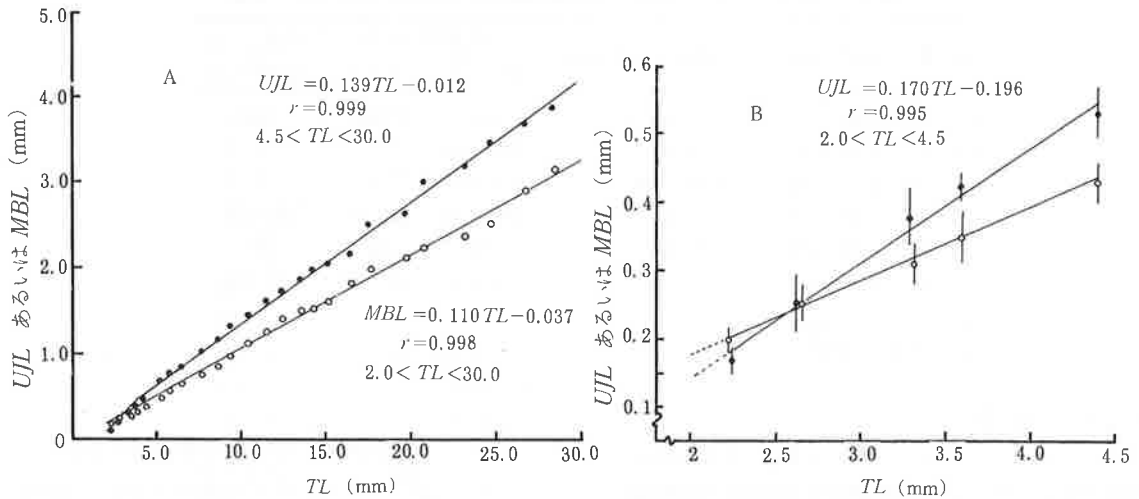 UJL あるいは MBL (mm)
5.0
4.0
3.0
2.0
1.0
0
A
UJL=0.139TL−0.012
r=0.999
4.5< TL <30.0
MBL=0.110TL−0.037
r=0.998
2.0< TL <30.0
5.0 10.0 15.0 20.0 25.0 30.0
TL (mm)
UJL あるいは MBL (mm)
0.6
0.5
0.4
0.3
0.2
0.1
B
UJL=0.170TL−0.196
r=0.995
2.0< TL <4.5
2 2.5 3.0 3.5 4.0 4.5
TL (mm)